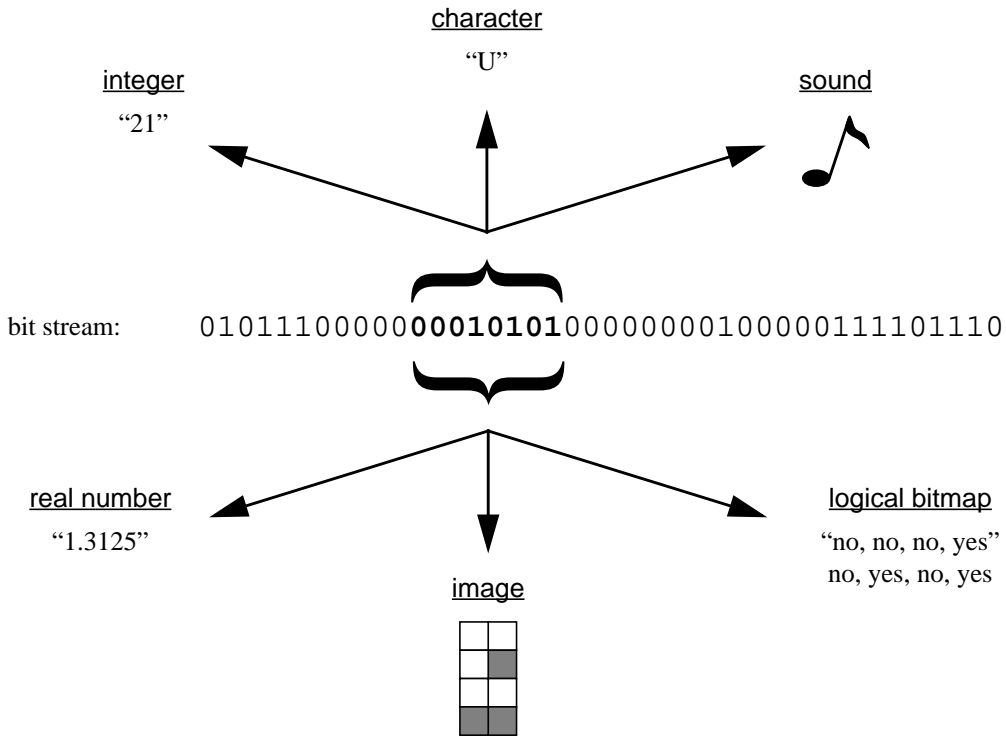 character
“U”
integer
“21”
sound
bit stream: 010111000000001010100000000100000111101110
real number
“1.3125”
logical bitmap
“no, no, no, yes”
no, yes, no, yes
image